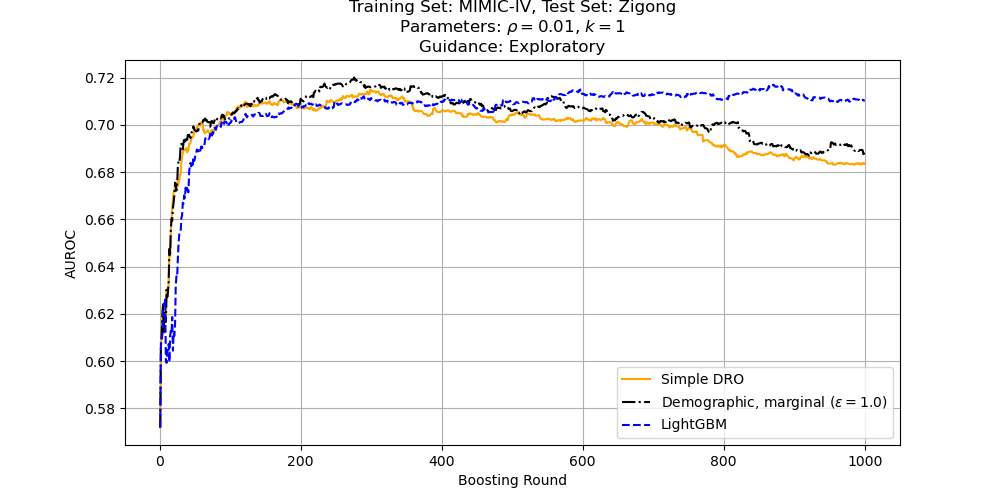 Training Set: MIMIC-IV, Test Set: Zigong
Parameters: ρ = 0.01, k = 1
Guidance: Exploratory
0.72
0.70
0.68
0.66
0.64
0.62
0.60
0.58
AUROC
Simple DRO
Demographic, marginal (ε = 1.0)
LightGBM
0 200 400 600 800 1000
Boosting Round